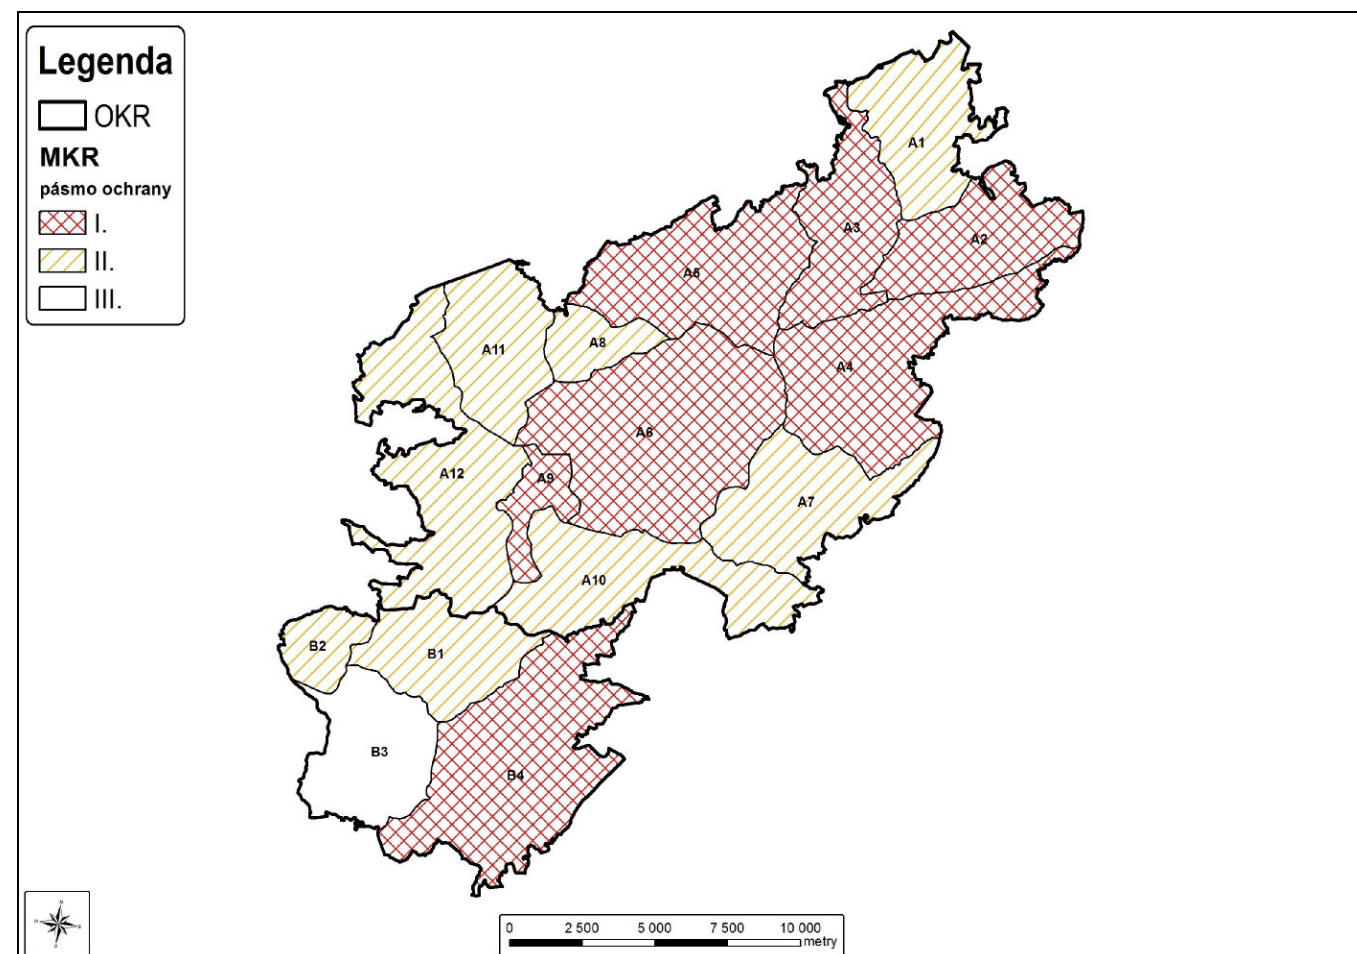 Legenda
OKR
MKR
pásmo ochrany
I.
II.
III.
A1
A2
A3
A5
A4
A8
A11
A6
A12
A9
A7
A10
B2
B1
B3
B4
0 2 500 5 000 7 500 10 000
metry